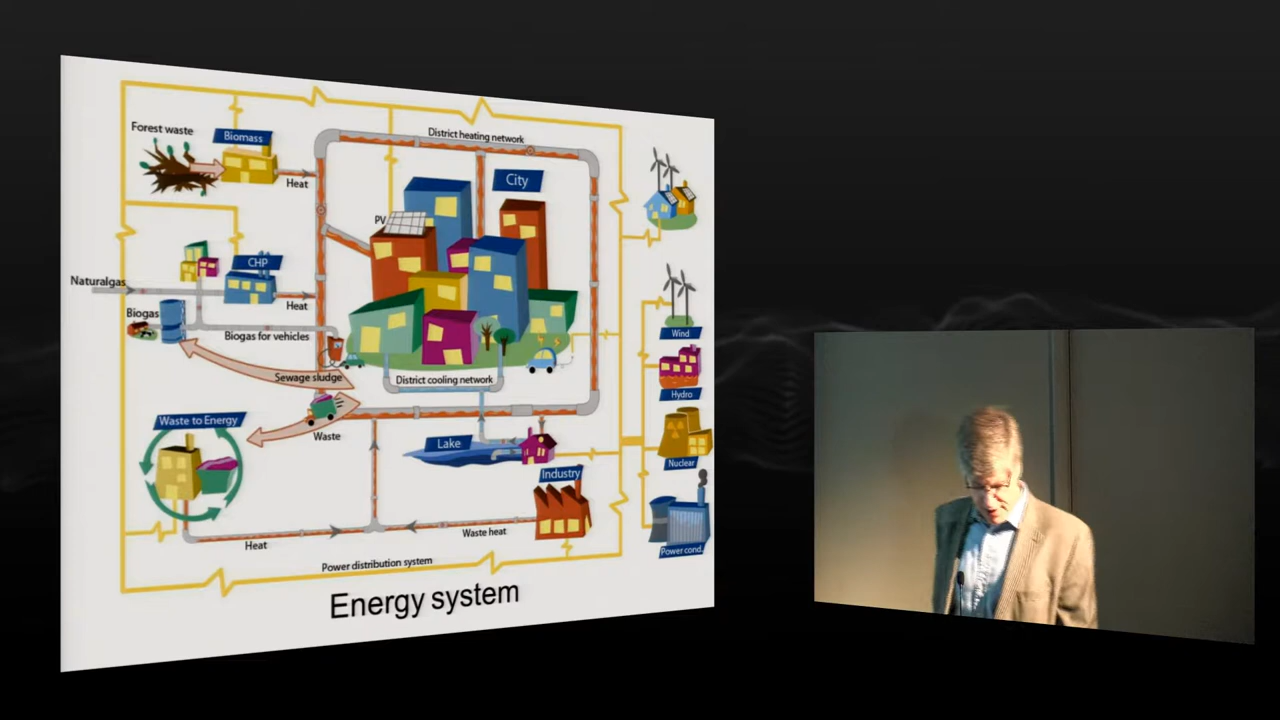 Forest waste
Biomass
Heat
District heating network
City
PV
CHP
Naturalgas
Heat
Biogas
Biogas for vehicles
Sewage sludge
District cooling network
Wind
Hydro
Waste to Energy
Waste
Lake
Industry
Nuclear
Heat
Waste heat
Power cond.
Power distribution system
Energy system